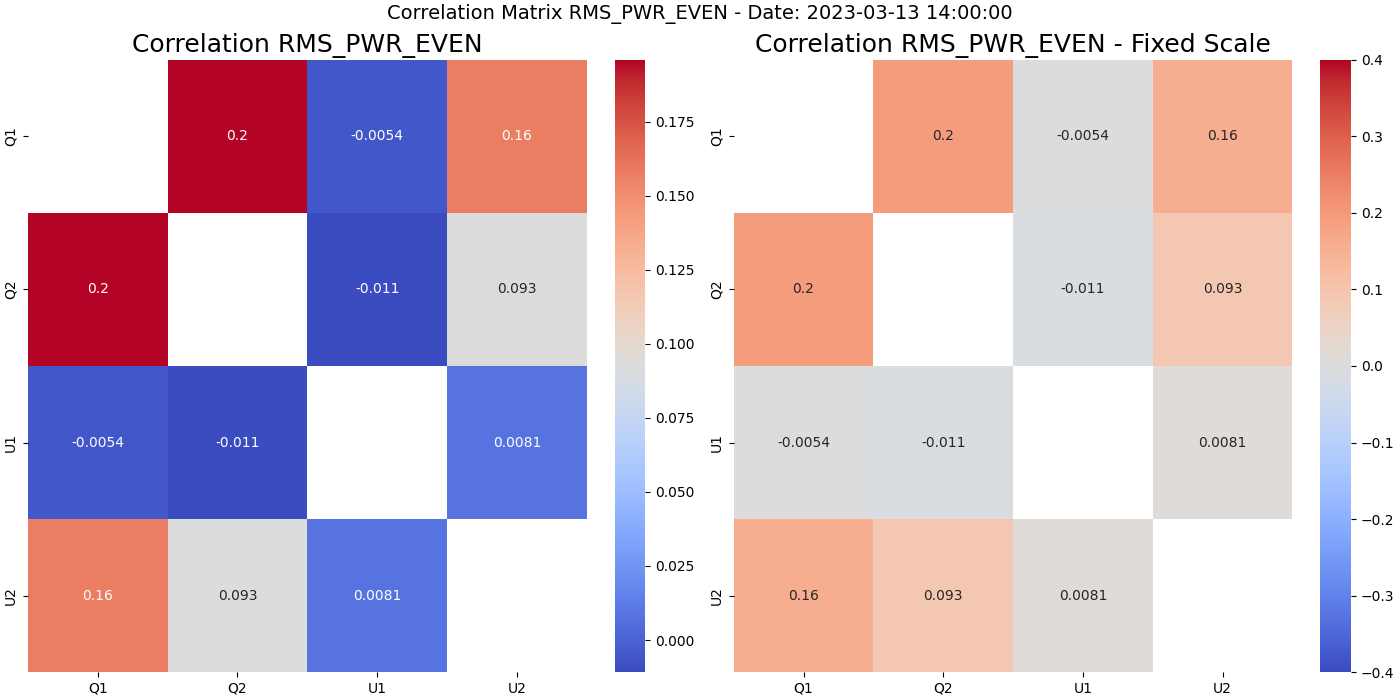 Correlation Matrix RMS_PWR_EVEN - Date: 2023-03-13 14:00:00
Correlation RMS_PWR_EVEN
Q1
0.2
-0.0054
0.16
Q2
0.2
-0.011
0.093
U1
-0.0054
-0.011
0.0081
U2
0.16
0.093
0.0081
Q1
Q2
U1
U2
0.175
0.150
0.125
0.100
0.075
0.050
0.025
0.000
Correlation RMS_PWR_EVEN - Fixed Scale
Q1
0.2
-0.0054
0.16
Q2
0.2
-0.011
0.093
U1
-0.0054
-0.011
0.0081
U2
0.16
0.093
0.0081
Q1
Q2
U1
U2
0.4
0.3
0.2
0.1
0.0
−0.1
−0.2
−0.3
−0.4